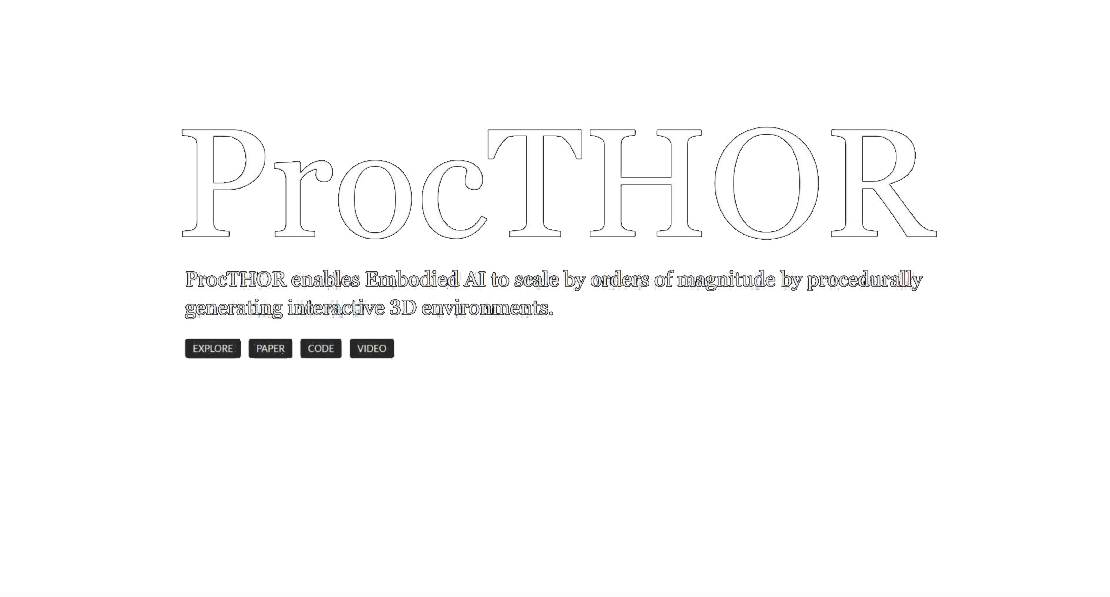 ProcTHOR
ProcTHOR enables Embodied AI to scale by orders of magnitude by procedurally
generating interactive 3D environments.
EXPLORE PAPER CODE VIDEO